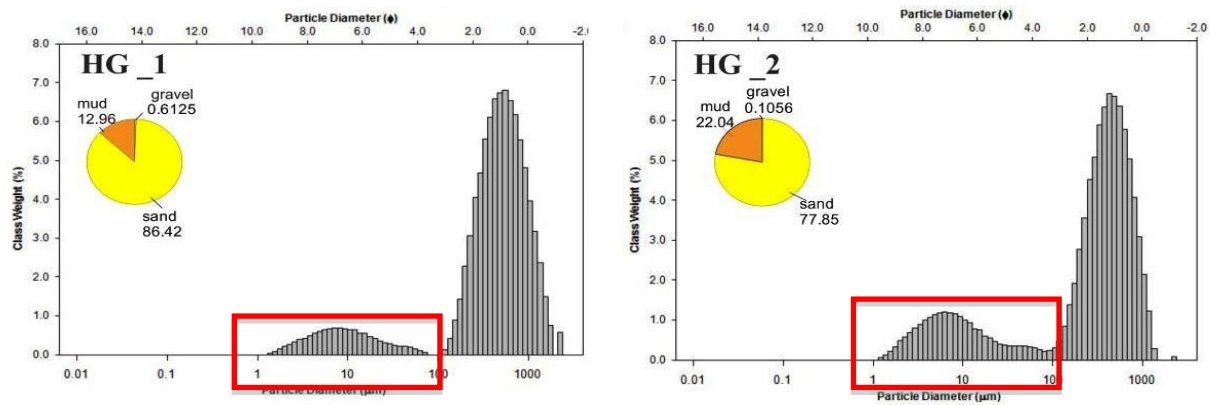 Particle Diameter (ϕ)
16.0 14.0 12.0 10.0 8.0 6.0 4.0 2.0 0.0 -2.0
8.0
7.0
6.0
5.0
4.0
3.0
2.0
1.0
0.0
Class Weight (%)
HG _1
gravel
0.6125
mud
12.96
sand
86.42
0.01 0.1 1 10 100 1000
Particle Diameter (µm)
Particle Diameter (ϕ)
16.0 14.0 12.0 10.0 8.0 6.0 4.0 2.0 0.0 -2.0
8.0
7.0
6.0
5.0
4.0
3.0
2.0
1.0
0.0
Class Weight (%)
HG _2
gravel
0.1056
mud
22.04
sand
77.85
0.01 0.1 1 10 100 1000
Particle Diameter (µm)